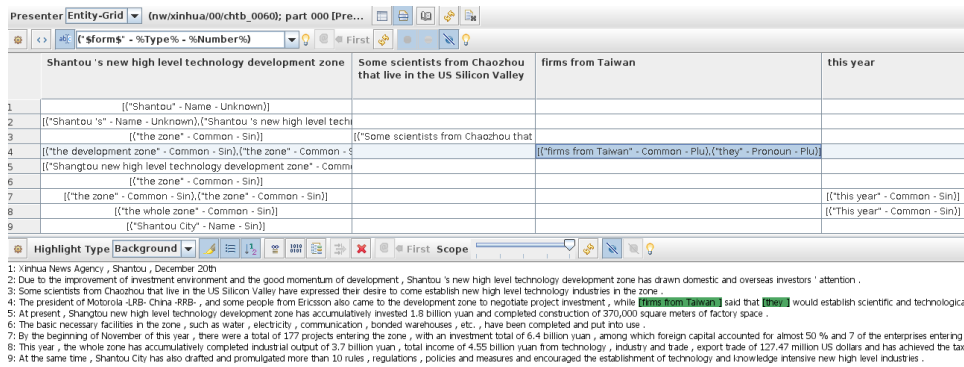 Presenter Entity-Grid (nw/xinhua/00/chtb_0060); part 000 [Pre...
("$form$" - %Type% - %Number%) First
Shantou 's new high level technology development zone
Some scientists from Chaozhou that live in the US Silicon Valley
firms from Taiwan
this year
1 [("Shantou" - Name - Unknown)]
2 [("Shantou 's" - Name - Unknown),("Shantou 's new high level techn
3 [("the zone" - Common - Sin)] [("Some scientists from Chaozhou that
4 [("the development zone" - Common - Sin),("the zone" - Common - S [("firms from Taiwan" - Common - Plu),("they" - Pronoun - Plu)]
5 [("Shangtou new high level technology development zone" - Commo
6 [("the zone" - Common - Sin)]
7 [("the zone" - Common - Sin),("the zone" - Common - Sin)] [("this year" - Common - Sin)]
8 [("the whole zone" - Common - Sin)] [("This year" - Common - Sin)]
9 [("Shantou City" - Name - Sin)]
Highlight Type Background First Scope
1: Xinhua News Agency , Shantou , December 20th
2: Due to the improvement of investment environment and the good momentum of development , Shantou 's new high level technology development zone has drawn domestic and overseas investors ' attention .
3: Some scientists from Chaozhou that live in the US Silicon Valley have expressed their desire to come to establish new high level technology industries in the zone .
4: The president of Motorola -LRB- China -RRB- , and some people from Ericsson also came to the development zone to negotiate project investment , while [firms from Taiwan ] said that [they ] would establish scientific and technologica
5: At present , Shangtou new high level technology development zone has accumulatively invested 1.8 billion yuan and completed construction of 370,000 square meters of factory space .
6: The basic necessary facilities in the zone , such as water , electricity , communication , bonded warehouses , etc. , have been completed and put into use .
7: By the beginning of November of this year , there were a total of 177 projects entering the zone , with an investment total of 6.4 billion yuan , among which foreign capital accounted for almost 50 % and 7 of the enterprises entering
8: This year , the whole zone has accumulatively completed industrial output of 3.7 billion yuan , total income of 4.55 billion yuan from technology , industry and trade , export trade of 127.47 million US dollars and has achieved the tax
9: At the same time , Shantou City has also drafted and promulgated more than 10 rules , regulations , policies and measures and encouraged the establishment of technology and knowledge intensive new high level industries .